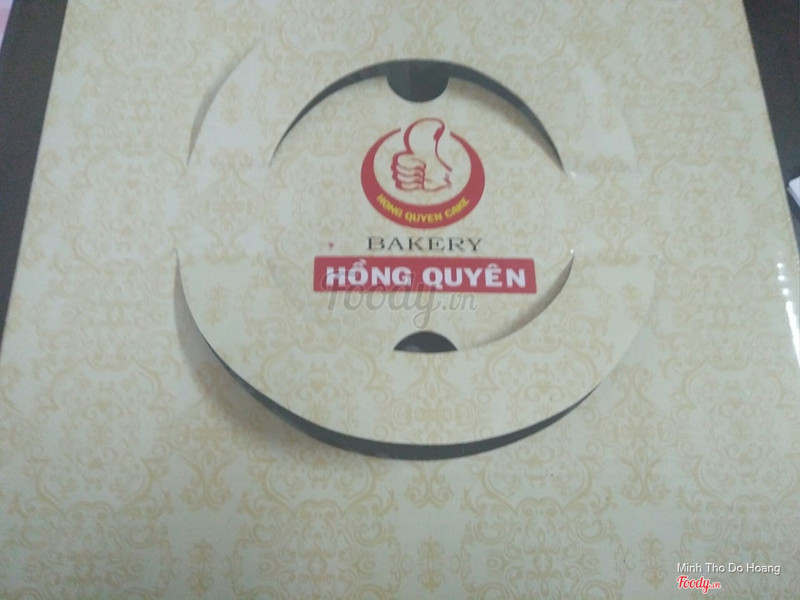 HONG QUYEN CAKE
BAKERY
HỒNG QUYÊN
Foody.vn
Minh Tho Do Hoang
Foody.vn